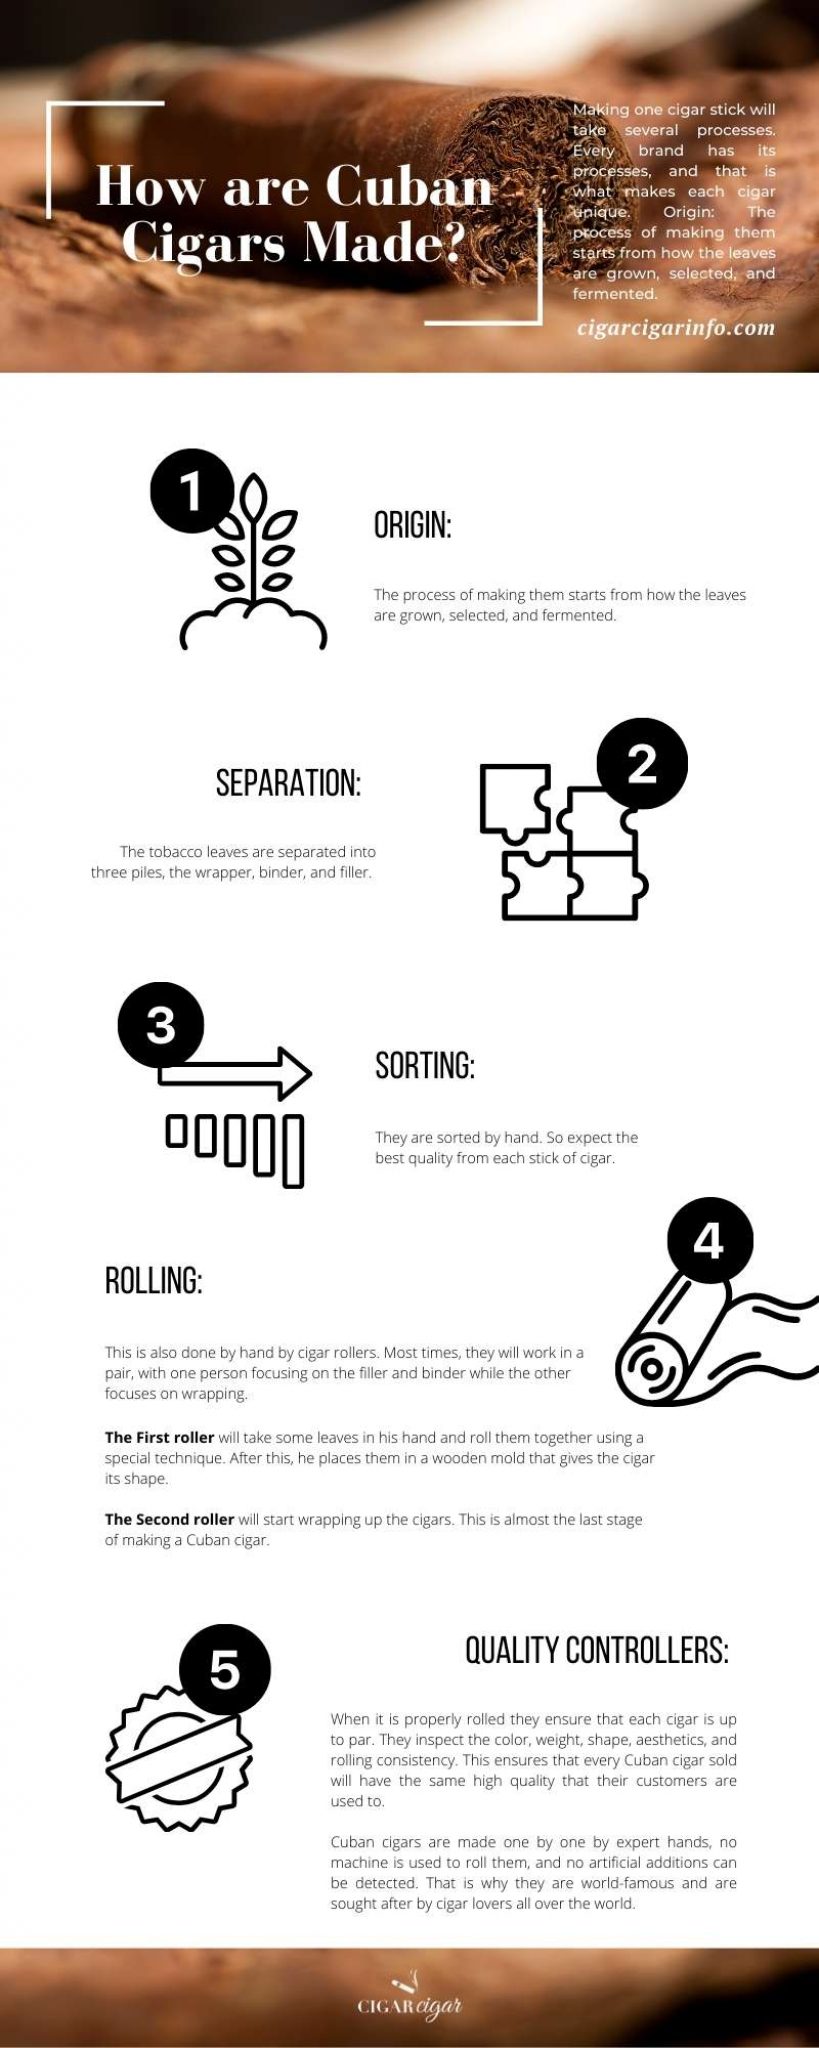 How are Cuban
Cigars Made?
Making one cigar stick will
take several processes.
Every brand has its
processes, and that is
what makes each cigar
unique. Origin: The
process of making them
starts from how the leaves
are grown, selected, and
fermented.
cigarcigarinfo.com
1
ORIGIN:
The process of making them starts from how the leaves
are grown, selected, and fermented.
2
SEPARATION:
The tobacco leaves are separated into
three piles, the wrapper, binder, and filler.
3
SORTING:
They are sorted by hand. So expect the
best quality from each stick of cigar.
4
ROLLING:
This is also done by hand by cigar rollers. Most times, they will work in a
pair, with one person focusing on the filler and binder while the other
focuses on wrapping.
The First roller will take some leaves in his hand and roll them together using a
special technique. After this, he places them in a wooden mold that gives the cigar
its shape.
The Second roller will start wrapping up the cigars. This is almost the last stage
of making a Cuban cigar.
5
QUALITY CONTROLLERS:
When it is properly rolled they ensure that each cigar is up
to par. They inspect the color, weight, shape, aesthetics, and
rolling consistency. This ensures that every Cuban cigar sold
will have the same high quality that their customers are
used to.
Cuban cigars are made one by one by expert hands, no
machine is used to roll them, and no artificial additions can
be detected. That is why they are world-famous and are
sought after by cigar lovers all over the world.
CIGAR cigar